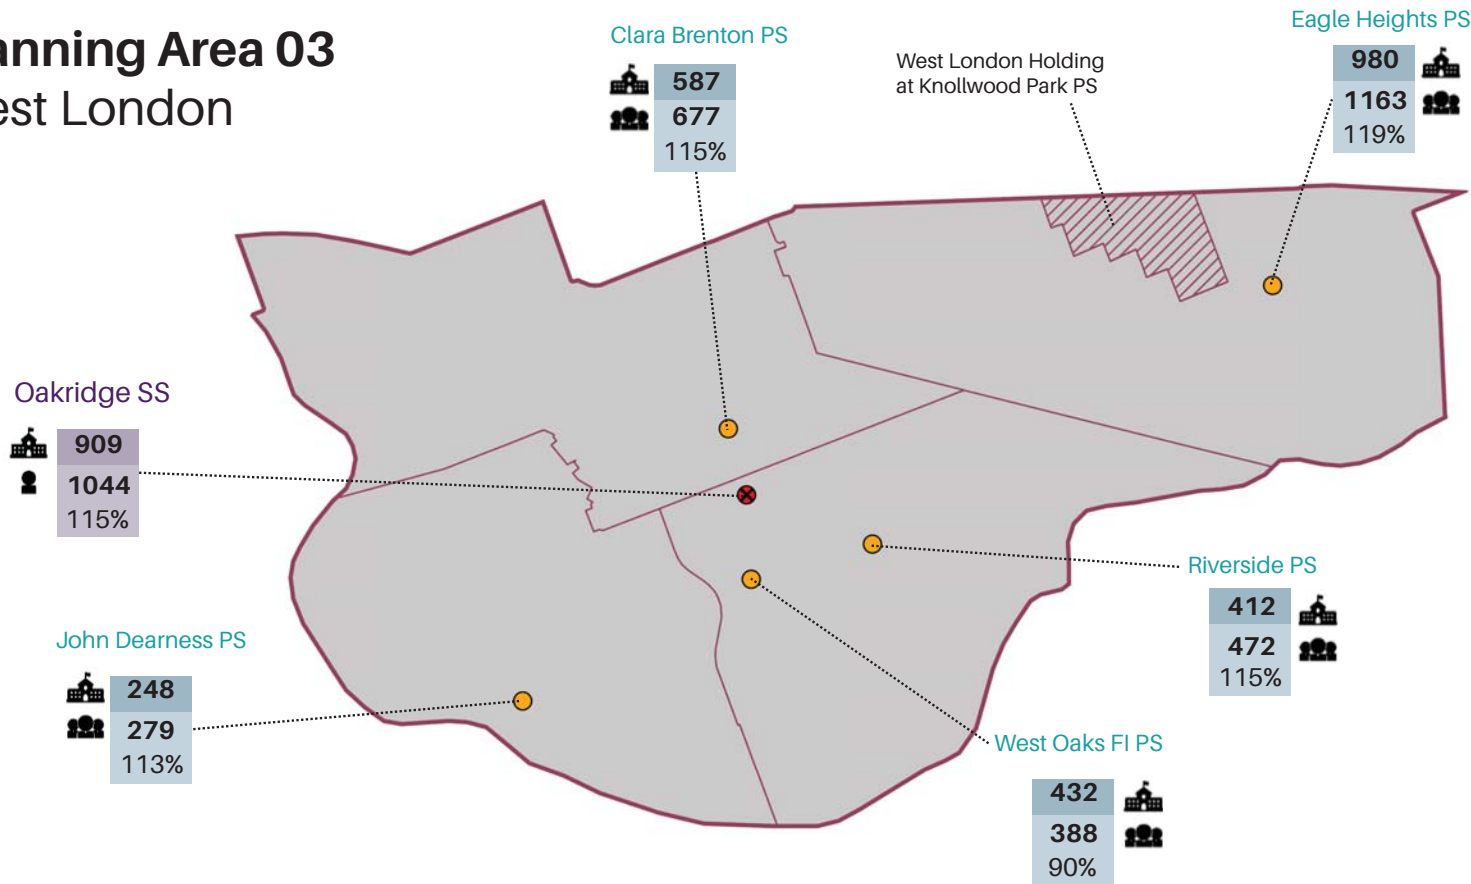 anning Area 03
est London
Clara Brenton PS
587
677
115%
West London Holding
at Knollwood Park PS
Eagle Heights PS
980
1163
119%
Oakridge SS
909
1044
115%
Riverside PS
412
472
115%
John Dearness PS
248
279
113%
West Oaks FI PS
432
388
90%